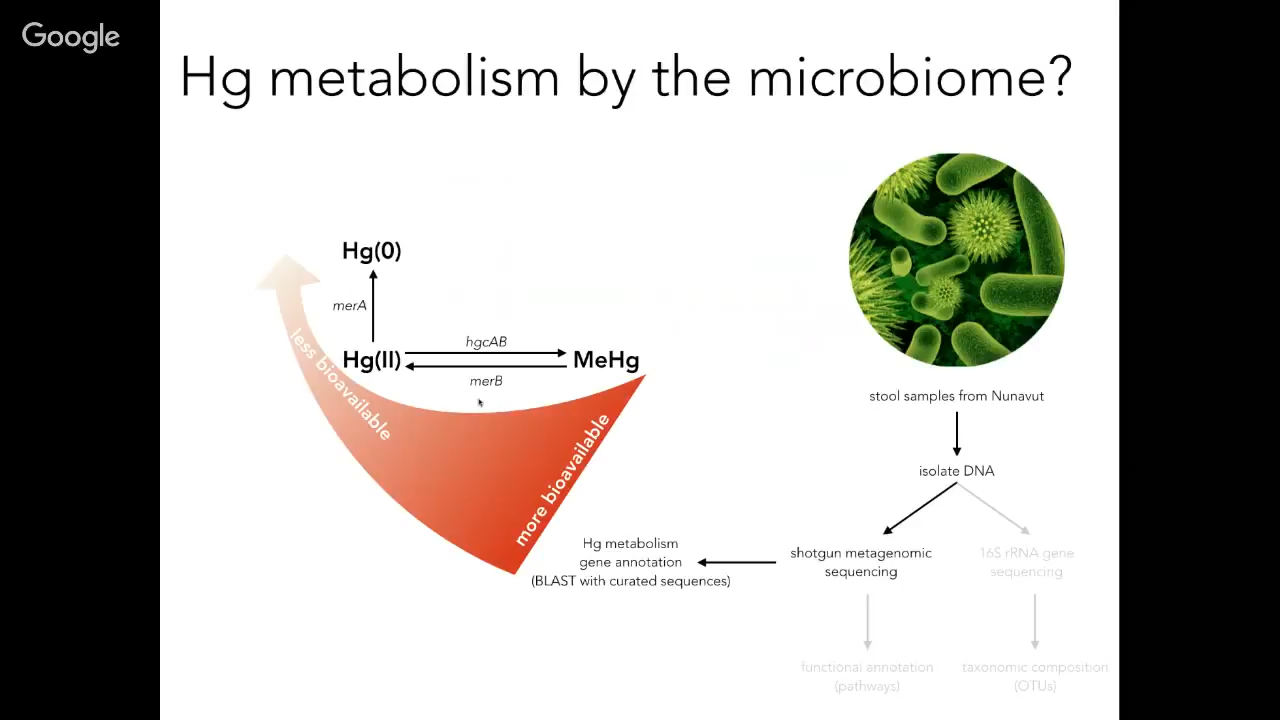 Google
Hg metabolism by the microbiome?
Hg(0)
merA
Hg(II)
hgcAB
merB
MeHg
less bioavailable
more bioavailable
stool samples from Nunavut
isolate DNA
shotgun metagenomic
sequencing
16S rRNA gene
sequencing
Hg metabolism
gene annotation
(BLAST with curated sequences)
functional annotation
(pathways)
taxonomic composition
(OTUs)